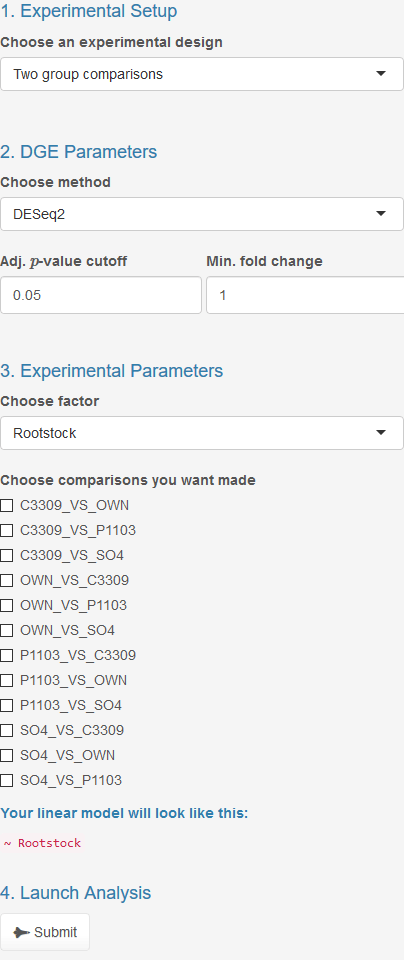 1. Experimental Setup
Choose an experimental design
Two group comparisons
2. DGE Parameters
Choose method
DESeq2
Adj. p-value cutoff Min. fold change
0.05 1
3. Experimental Parameters
Choose factor
Rootstock
Choose comparisons you want made
C3309_VS_OWN
C3309_VS_P1103
C3309_VS_SO4
OWN_VS_C3309
OWN_VS_P1103
OWN_VS_SO4
P1103_VS_C3309
P1103_VS_OWN
P1103_VS_SO4
SO4_VS_C3309
SO4_VS_OWN
SO4_VS_P1103
Your linear model will look like this:
~ Rootstock
4. Launch Analysis
Submit